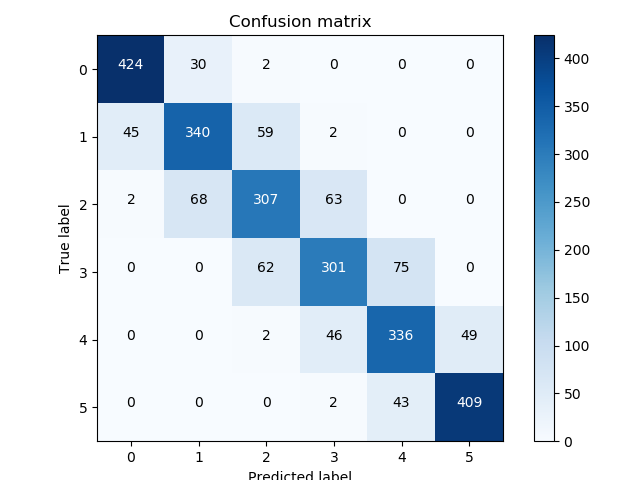 Confusion matrix
0 424 30 2 0 0 0
1 45 340 59 2 0 0
2 2 68 307 63 0 0
3 0 0 62 301 75 0
4 0 0 2 46 336 49
5 0 0 0 2 43 409
0 1 2 3 4 5
True label
Predicted label
400
350
300
250
200
150
100
50
0